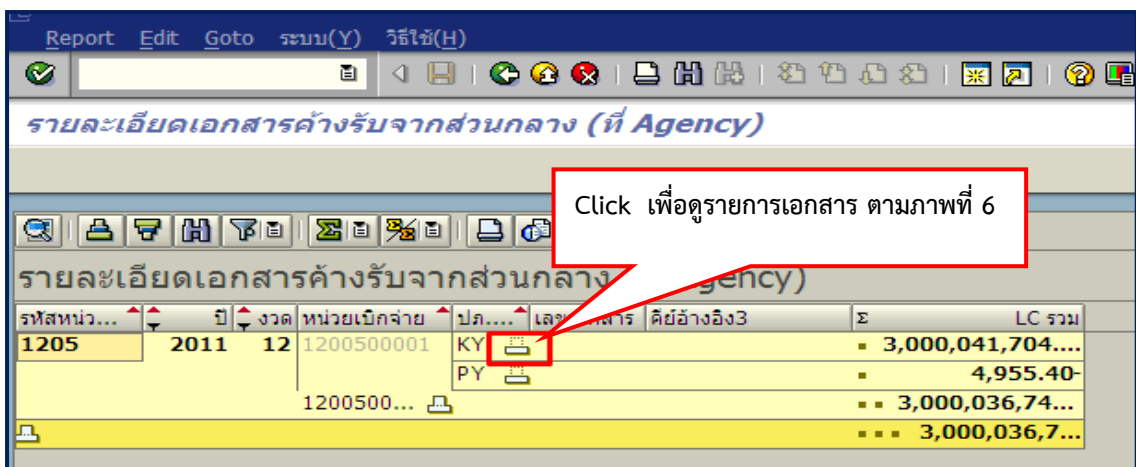 Report Edit Goto ระบบ(Y) วิธีใช้(H)
รายละเอียดเอกสารค้างรับจากส่วนกลาง (ที่ Agency)
Click เพื่อดูรายการเอกสาร ตามภาพที่ 6
รายละเอียดเอกสารค้างรับจากส่วนกลาง gency)
รหัสหน่ว... ปี งวด หน่วยเบิกจ่าย ปภ.... เลข สาร คีย์อ้างอิง3 Σ LC รวม
1205 2011 12 1200500001 KY 3,000,041,704....
PY 4,955.40-
1200500... 3,000,036,74...
3,000,036,7...